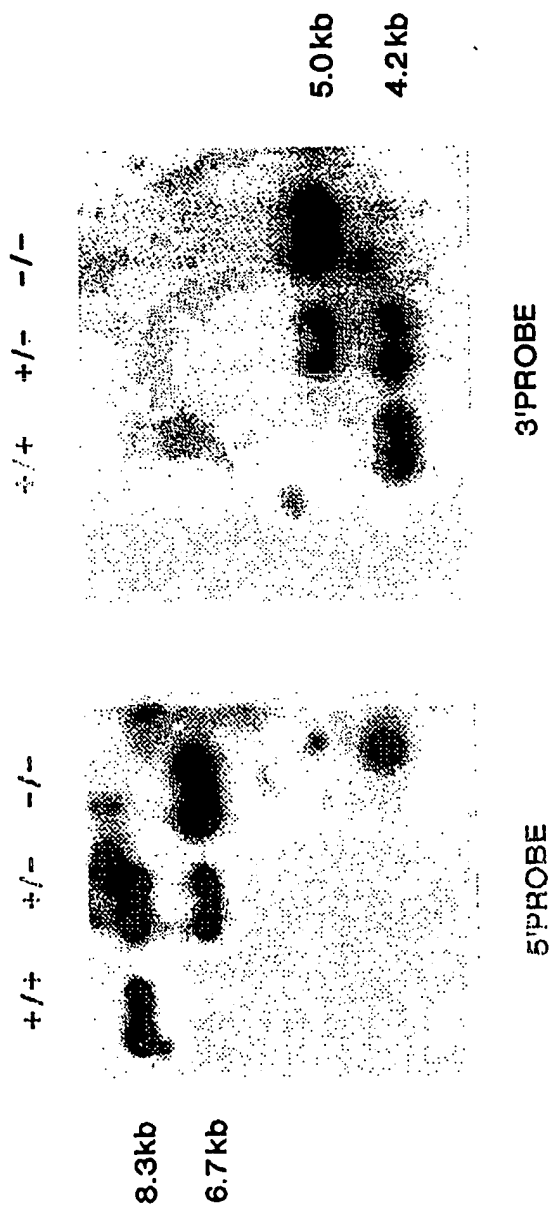 +/+ +/- -/-
8.3kb
6.7kb
5'PROBE
+/+ +/- -/-
5.0kb
4.2kb
3'PROBE